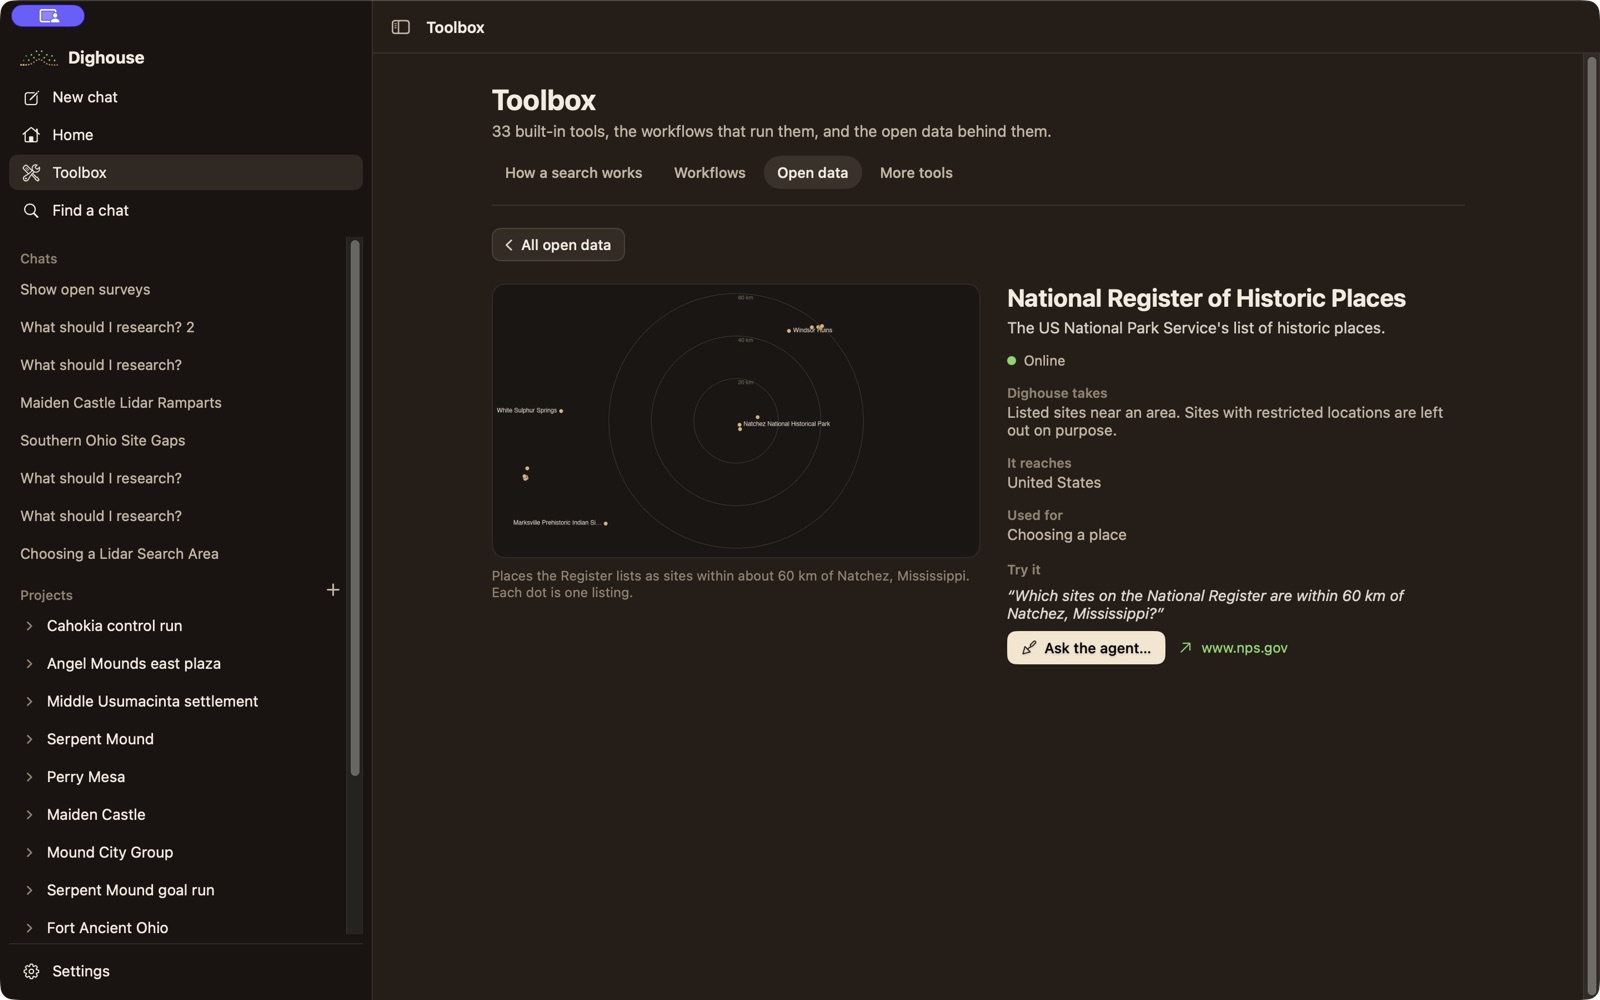 Dighouse
New chat
Home
Toolbox
Find a chat
Chats
Show open surveys
What should I research? 2
What should I research?
Maiden Castle Lidar Ramparts
Southern Ohio Site Gaps
What should I research?
What should I research?
Choosing a Lidar Search Area
Projects
Cahokia control run
Angel Mounds east plaza
Middle Usumacinta settlement
Serpent Mound
Perry Mesa
Maiden Castle
Mound City Group
Serpent Mound goal run
Fort Ancient Ohio
Settings
Toolbox
Toolbox
33 built-in tools, the workflows that run them, and the open data behind them.
How a search works
Workflows
Open data
More tools
All open data
40 km
20 km
Windsor Ruins
White Sulphur Springs
Natchez National Historical Park
Marksville Prehistoric Indian Si...
Places the Register lists as sites within about 60 km of Natchez, Mississippi.
Each dot is one listing.
National Register of Historic Places
The US National Park Service's list of historic places.
Online
Dighouse takes
Listed sites near an area. Sites with restricted locations are left
out on purpose.
It reaches
United States
Used for
Choosing a place
Try it
“Which sites on the National Register are within 60 km of
Natchez, Mississippi?”
Ask the agent...
www.nps.gov